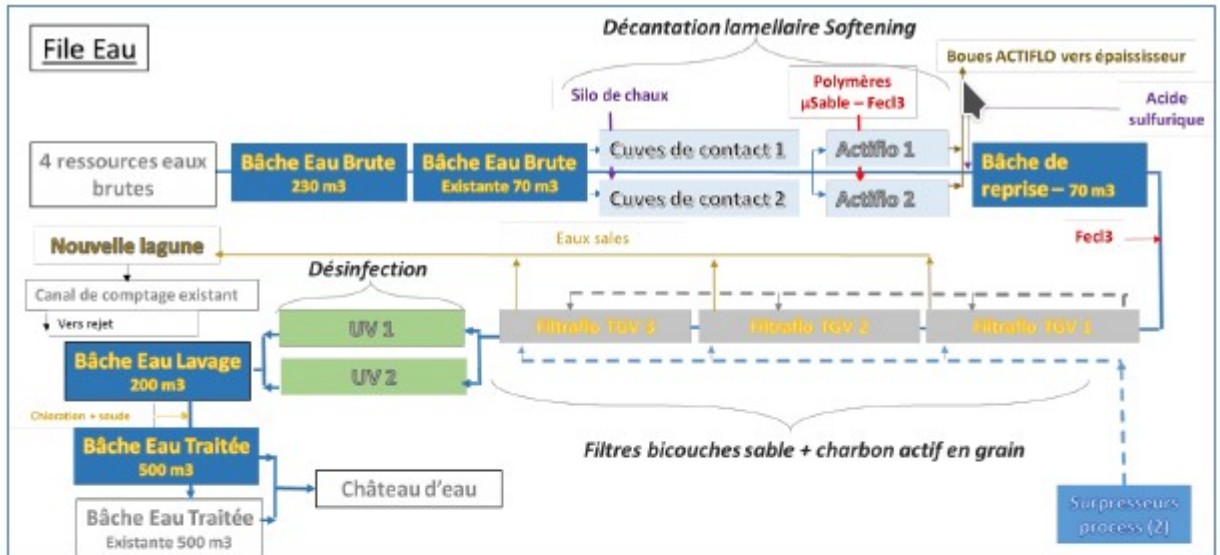 File Eau
Décantation lamellaire Softening
Boues ACTIFLO vers épaississeur
Silo de chaux
Polymères
µSable – Fecl3
Acide
sulfurique
4 ressources eaux
brutes
Bâche Eau Brute
230 m3
Bâche Eau Brute
Existante 70 m3
Cuves de contact 1
Cuves de contact 2
Actiflo 1
Actiflo 2
Bâche de
reprise – 70 m3
Fecl3
Eaux sales
Nouvelle lagune
Canal de comptage existant
Vers rejet
Désinfection
UV 1
UV 2
Filtraflo TGV 3
Filtraflo TGV 2
Filtraflo TGV 1
Bâche Eau Lavage
200 m3
Chloration + soude
Bâche Eau Traitée
500 m3
Château d'eau
Bâche Eau Traitée
Existante 500 m3
Filtres bicouches sable + charbon actif en grain
Surpresseurs
process (2)